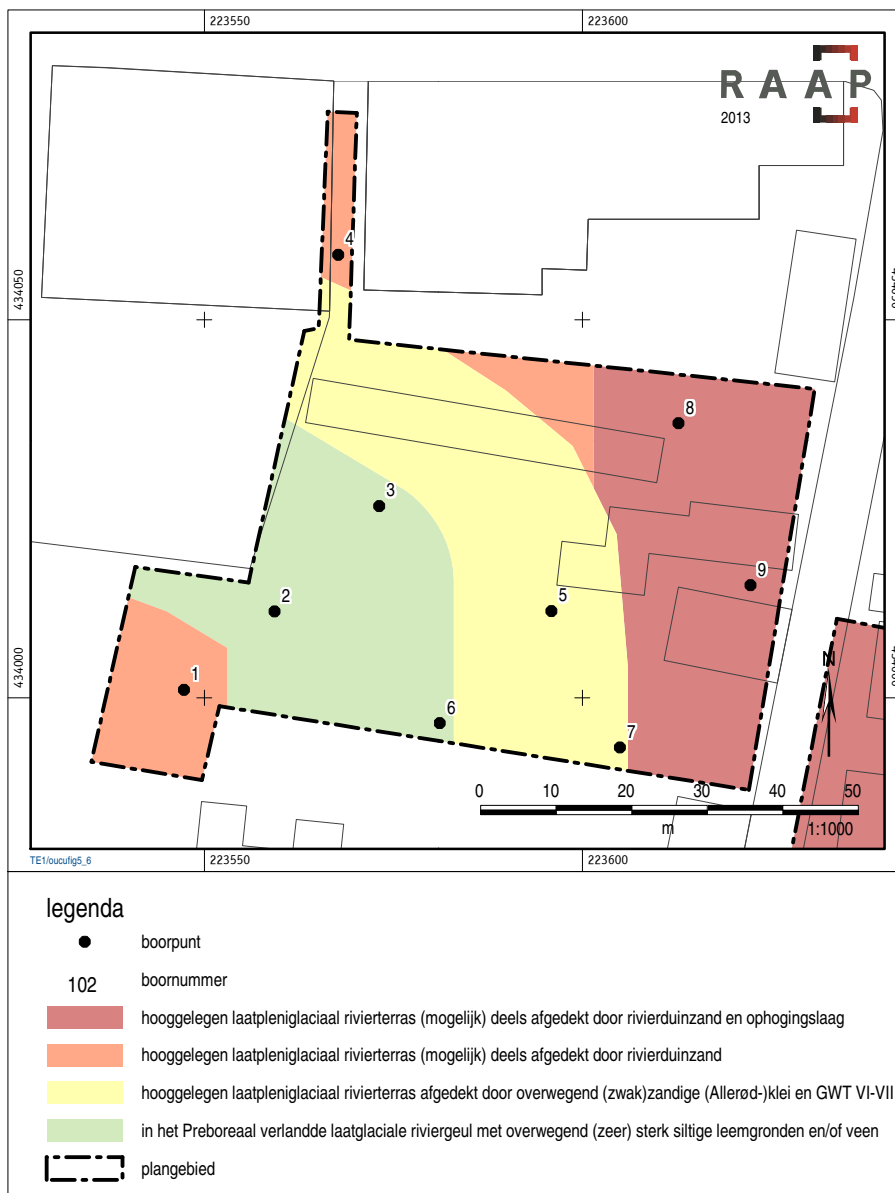 223550 223600
RAAP
2013
4
434050 434050
8
3
9
2 5
1
434000 434000
N
6
7
0 10 20 30 40 50
m 1:1000
TE1/oucufig5_6
223550 223600
legenda
boorpunt
102 boornummer
hooggelegen laatpleniglaciaal rivierterras (mogelijk) deels afgedekt door rivierduinzand en ophogingslaag
hooggelegen laatpleniglaciaal rivierterras (mogelijk) deels afgedekt door rivierduinzand
hooggelegen laatpleniglaciaal rivierterras afgedekt door overwegend (zwak)zandige (Allerød-)klei en GWT VI-VII
in het Preboreaal verlandde laatglaciale riviergeul met overwegend (zeer) sterk siltige leemgronden en/of veen
plangebied